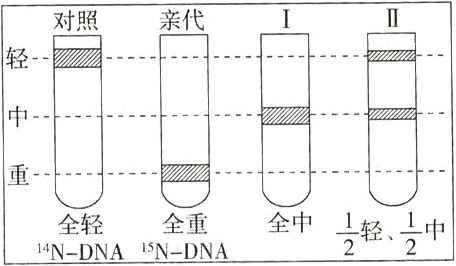 对照 亲代 Ⅰ Ⅱ
轻
中
重
全轻 全重 全中 1/2轻、1/2中
¹⁴N-DNA ¹⁵N-DNA